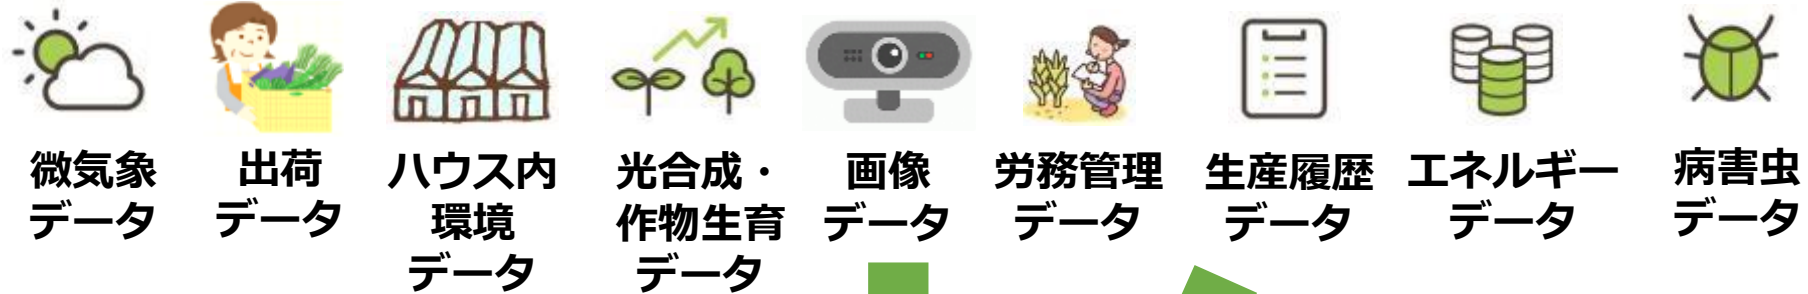 微気象
データ
出荷
データ
ハウス内
環境
データ
光合成・
作物生育
データ
画像
データ
労務管理
データ
生産履歴
データ
エネルギー
データ
病害虫
データ